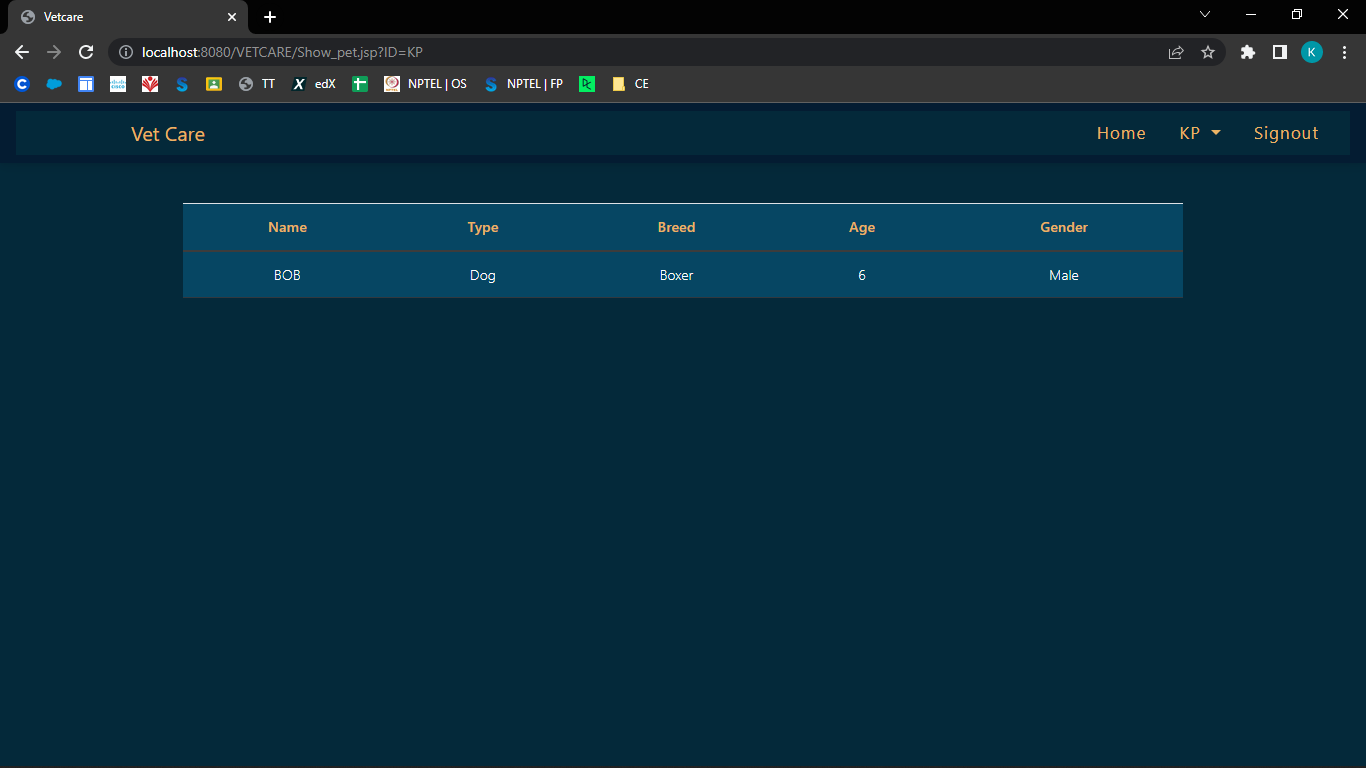 Vetcare
localhost:8080/VETCARE/Show_pet.jsp?ID=KP
K
TT edX NPTEL | OS NPTEL | FP CE
Vet Care Home KP Signout
Name Type Breed Age Gender
BOB Dog Boxer 6 Male